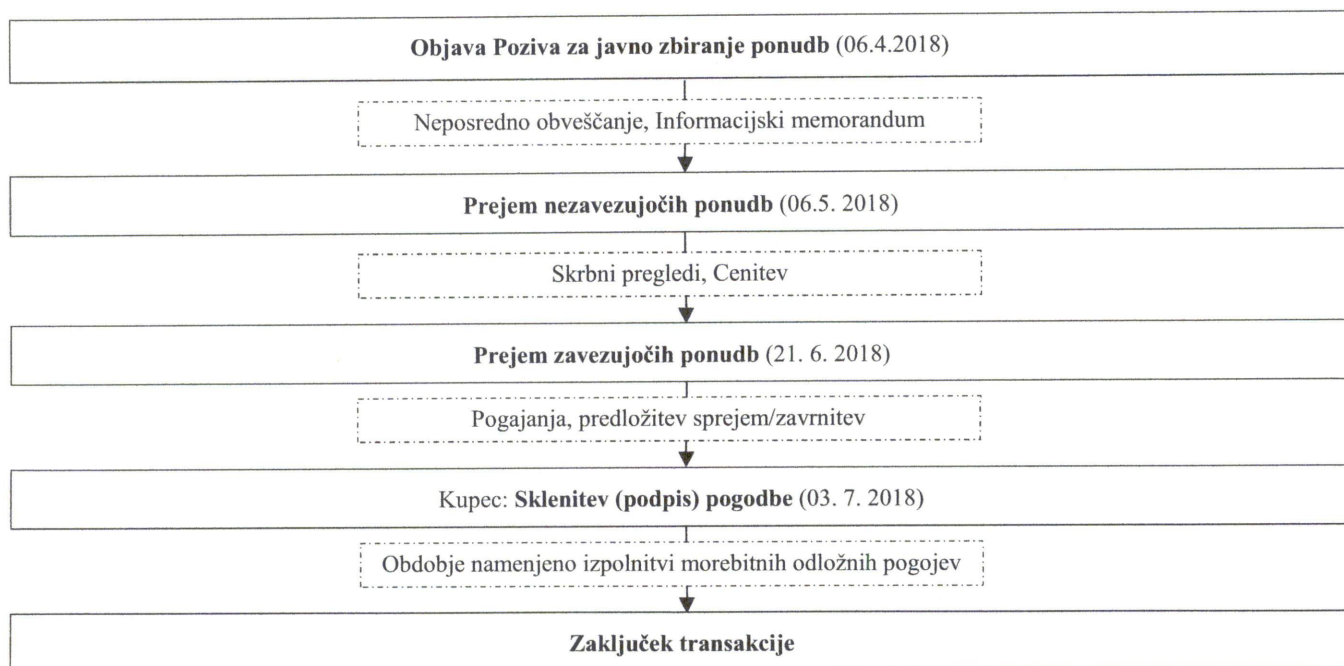 Objava Poziva za javno zbiranje ponudb (06.4.2018)
Neposredno obveščanje, Informacijski memorandum
Prejem nezavezujočih ponudb (06.5. 2018)
Skrbni pregledi, Cenitev
Prejem zavezujočih ponudb (21. 6. 2018)
Pogajanja, predložitev sprejem/zavrnitev
Kupec: Sklenitev (podpis) pogodbe (03. 7. 2018)
Obdobje namenjeno izpolnitvi morebitnih odložnih pogojev
Zaključek transakcije